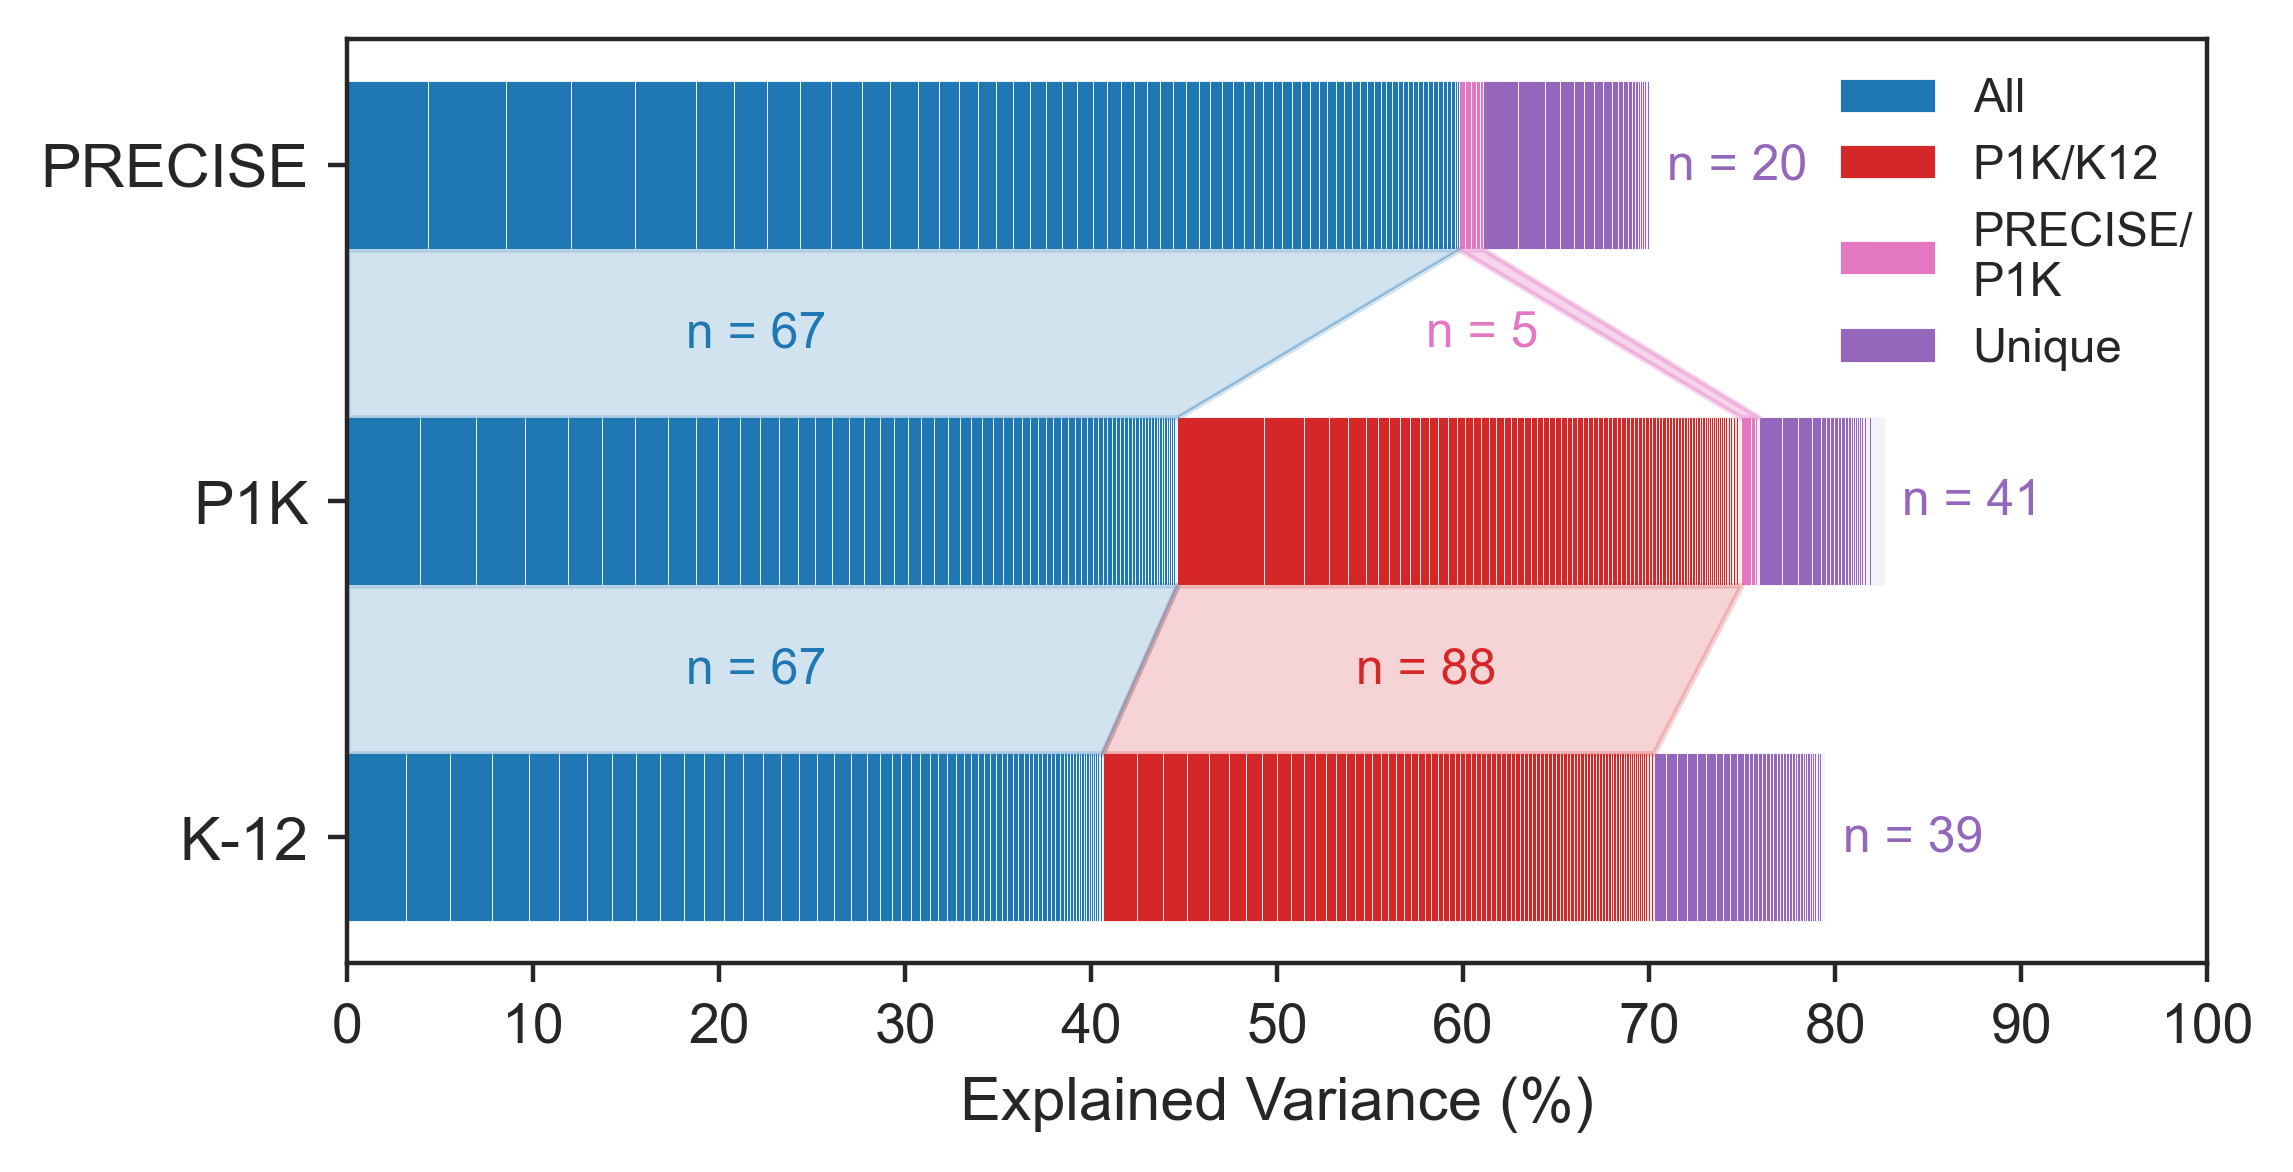 PRECISE
n = 20
All
P1K/K12
PRECISE/
P1K
Unique
n = 67
n = 5
P1K
n = 41
n = 67
n = 88
K-12
n = 39
0 10 20 30 40 50 60 70 80 90 100
Explained Variance (%)